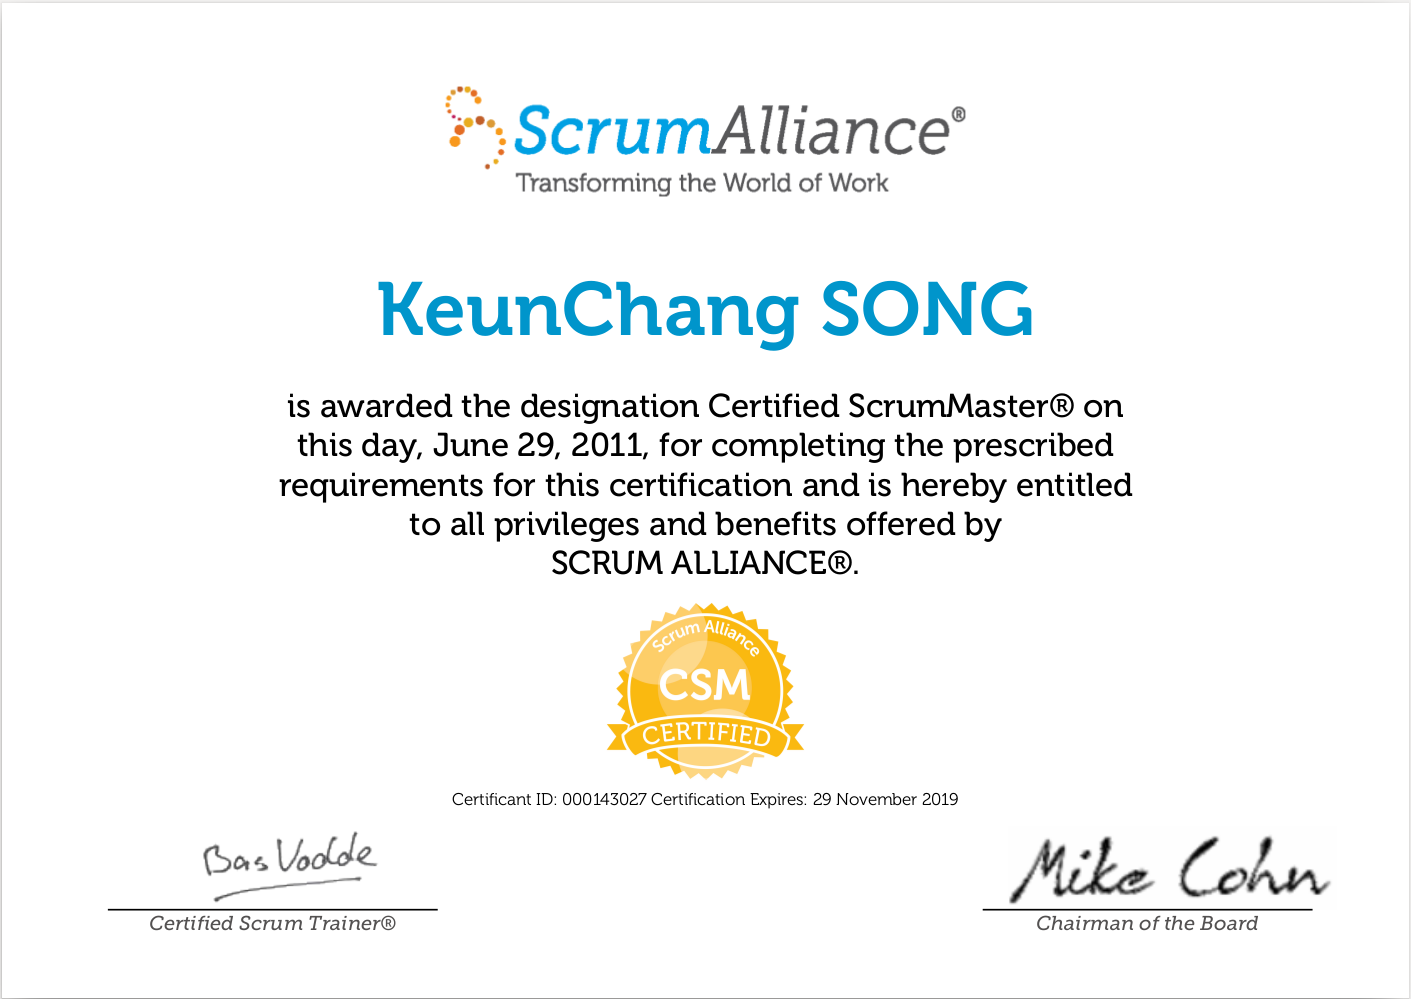 ScrumAlliance®
Transforming the World of Work
KeunChang SONG
is awarded the designation Certified ScrumMaster® on
this day, June 29, 2011, for completing the prescribed
requirements for this certification and is hereby entitled
to all privileges and benefits offered by
SCRUM ALLIANCE®.
Scrum Alliance
CSM
CERTIFIED
Certificant ID: 000143027 Certification Expires: 29 November 2019
Bas Vodde
Certified Scrum Trainer®
Mike Cohn
Chairman of the Board